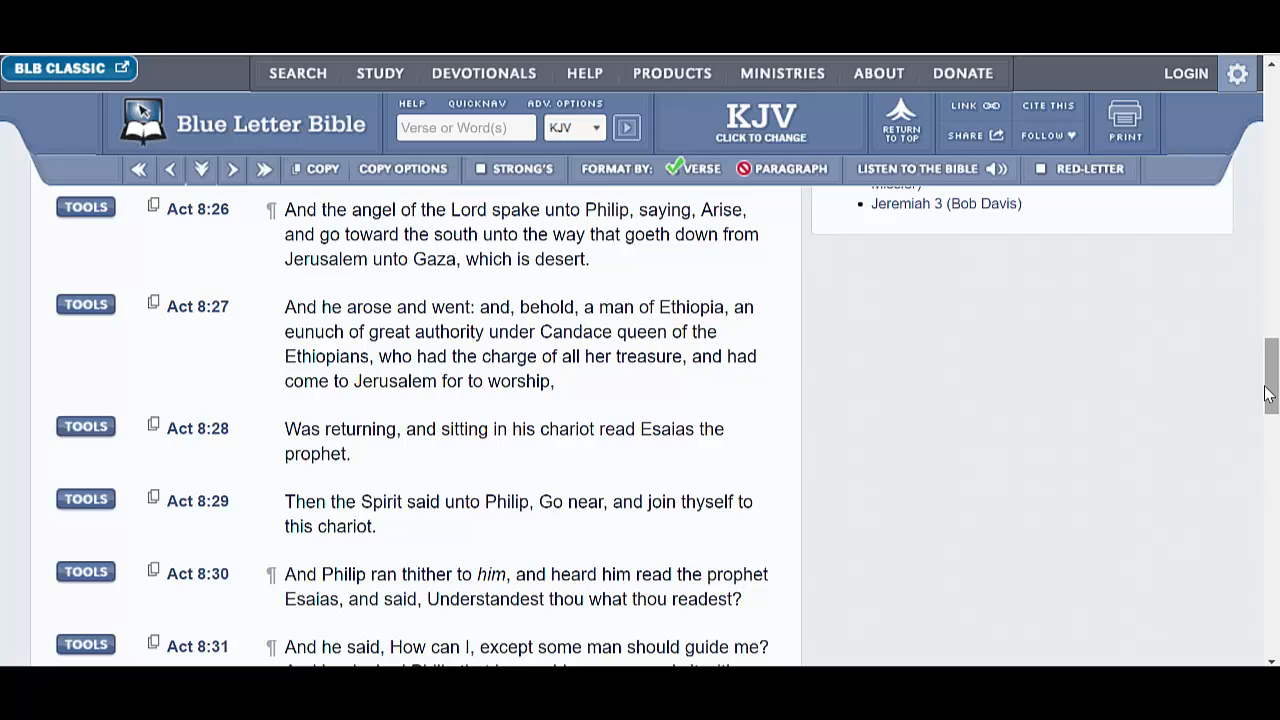 BLB CLASSIC
SEARCH STUDY DEVOTIONALS HELP PRODUCTS MINISTRIES ABOUT DONATE LOGIN
Blue Letter Bible
HELP QUICKNAV ADV. OPTIONS
Verse or Word(s) KJV
KJV
CLICK TO CHANGE
RETURN
TO TOP
LINK CITE THIS
SHARE FOLLOW
PRINT
COPY COPY OPTIONS STRONG'S FORMAT BY: VERSE PARAGRAPH LISTEN TO THE BIBLE RED-LETTER
TOOLS Act 8:26 ¶ And the angel of the Lord spake unto Philip, saying, Arise,
and go toward the south unto the way that goeth down from
Jerusalem unto Gaza, which is desert.
TOOLS Act 8:27 And he arose and went: and, behold, a man of Ethiopia, an
eunuch of great authority under Candace queen of the
Ethiopians, who had the charge of all her treasure, and had
come to Jerusalem for to worship,
TOOLS Act 8:28 Was returning, and sitting in his chariot read Esaias the
prophet.
TOOLS Act 8:29 Then the Spirit said unto Philip, Go near, and join thyself to
this chariot.
TOOLS Act 8:30 ¶ And Philip ran thither to him, and heard him read the prophet
Esaias, and said, Understandest thou what thou readest?
TOOLS Act 8:31 ¶ And he said, How can I, except some man should guide me?
• Jeremiah 3 (Bob Davis)